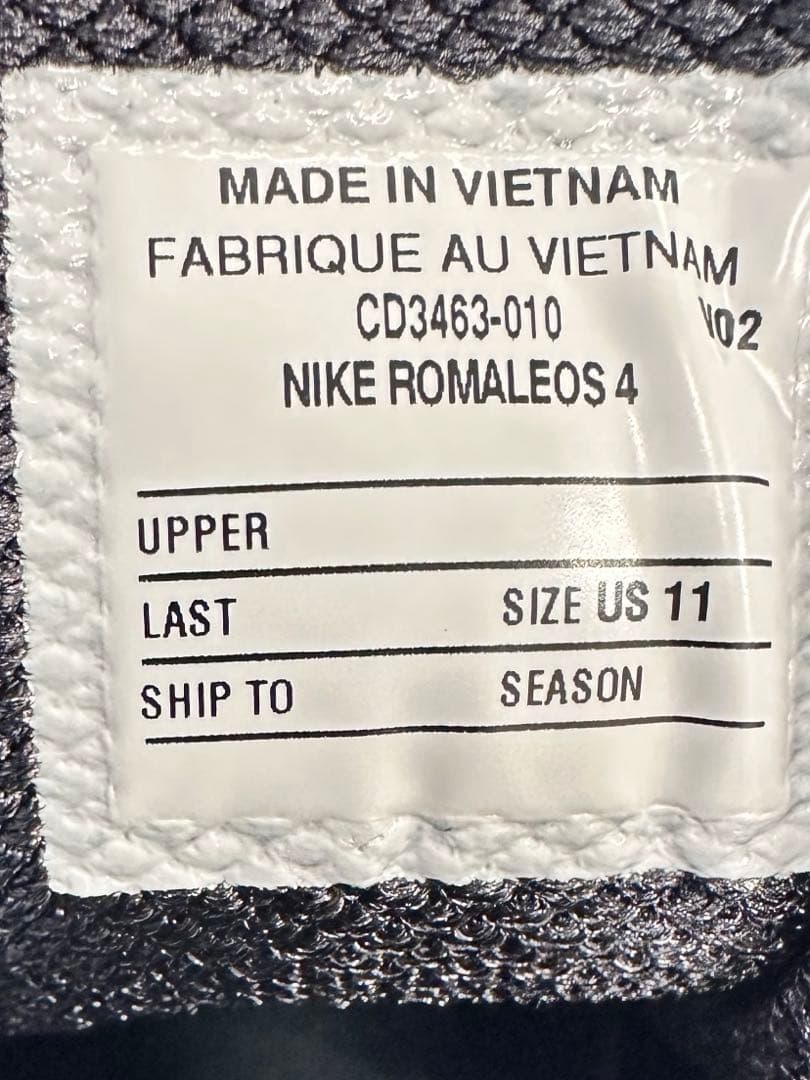 MADE IN VIETNAM
FABRIQUE AU VIETNAM
CD3463-010
NIKE ROMALEOS 4
UPPER
LAST SIZE US 11
SHIP TO SEASON